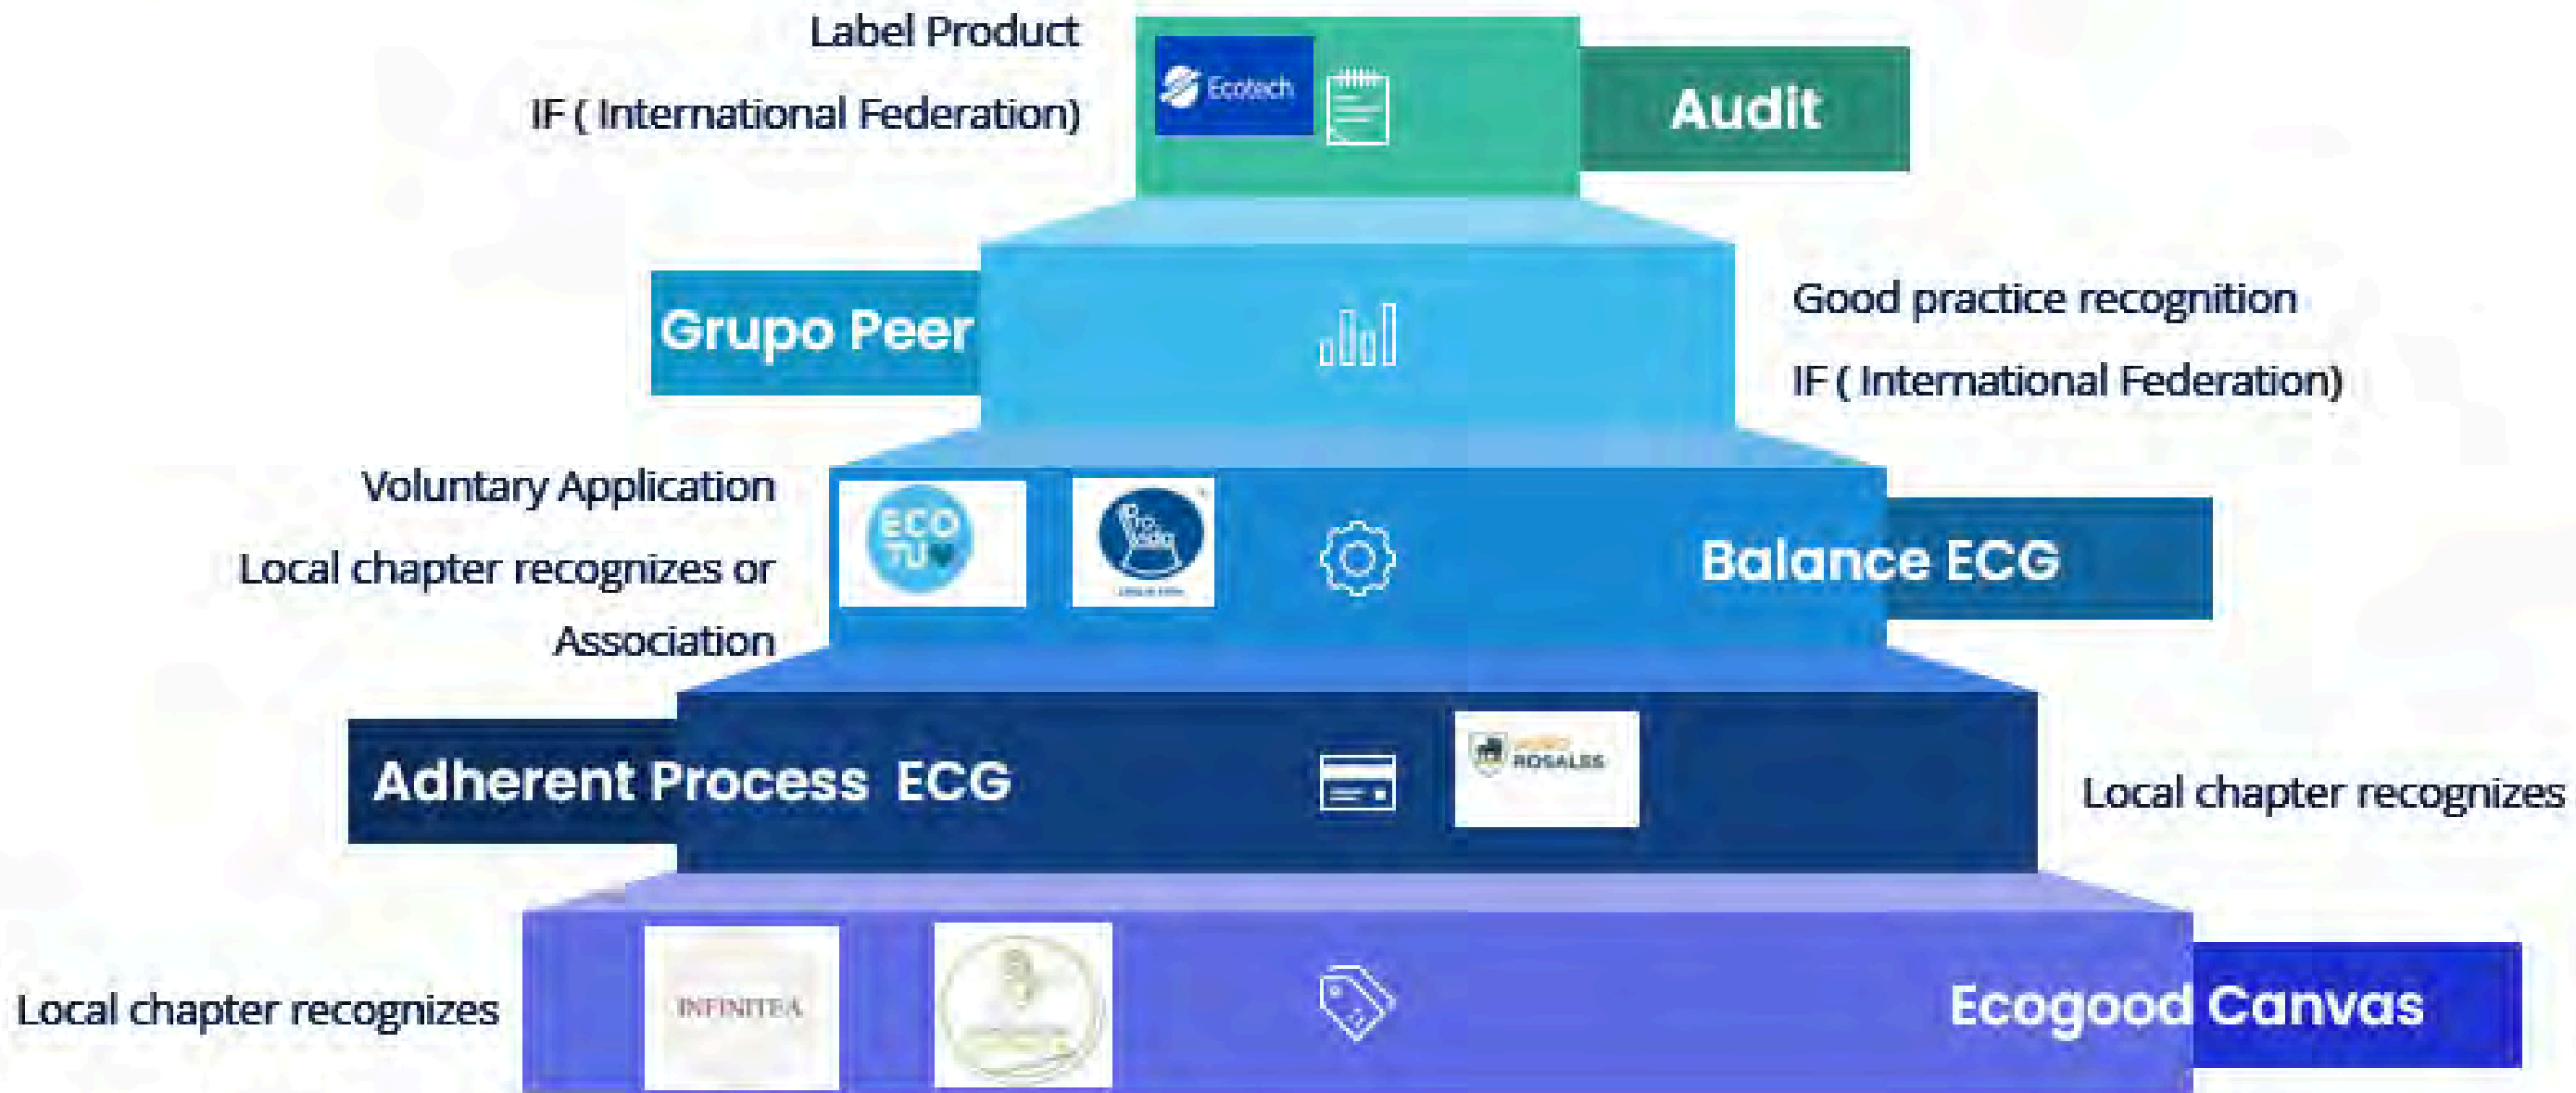 Label Product
IF ( International Federation)
Ecotech
Audit
Grupo Peer
Good practice recognition
IF ( International Federation)
Voluntary Application
Local chapter recognizes or
Association
ECO
TU
Balance ECG
Adherent Process ECG
ROSALES
Local chapter recognizes
Local chapter recognizes
INFINITEA
Ecogood Canvas